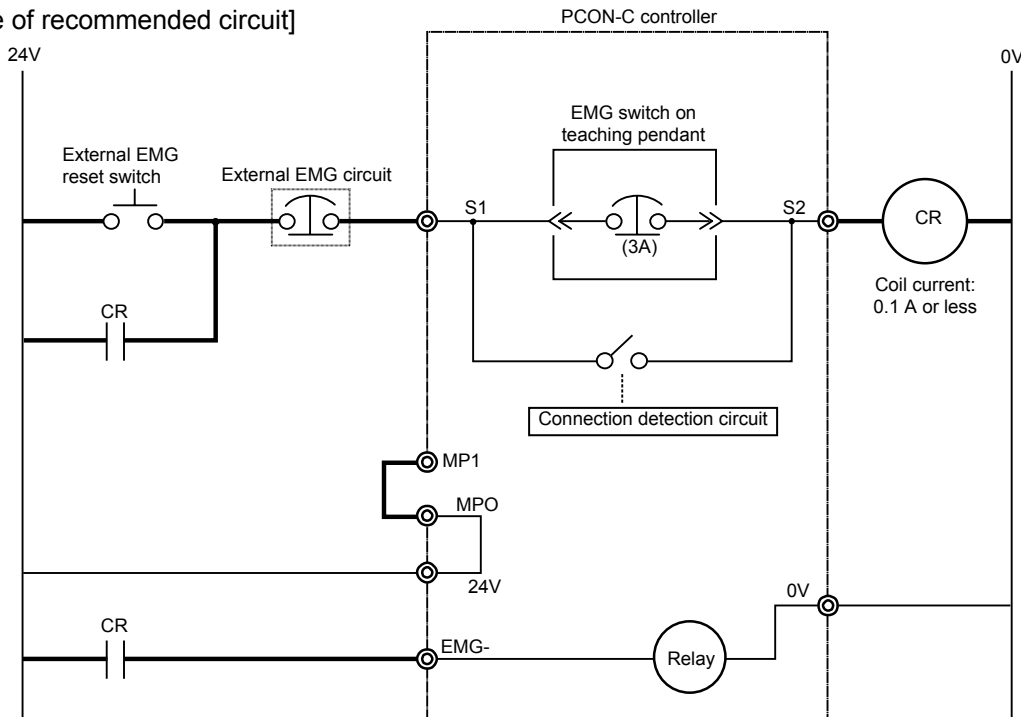 e of recommended circuit]
PCON-C controller
24V
0V
EMG switch on
teaching pendant
External EMG
reset switch
External EMG circuit
S1
S2
(3A)
CR
Coil current:
0.1 A or less
CR
Connection detection circuit
MP1
MPO
24V
0V
CR
EMG-
Relay